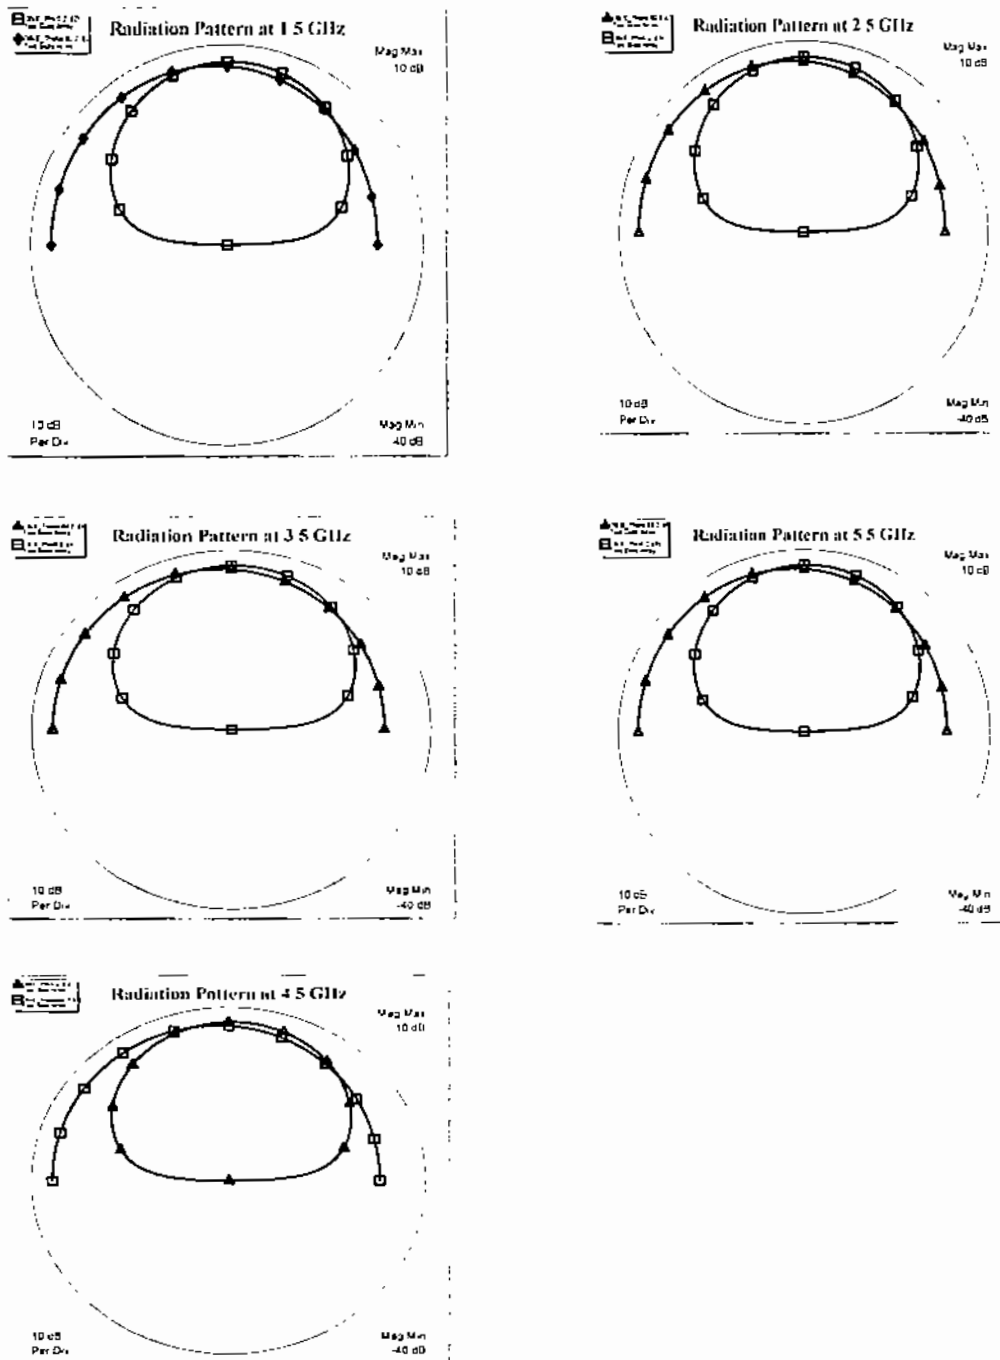 Radiation Pattern at 1 5 GHz
Mag Max
10 dB
10 dB
Per Div
Mag Min
-40 dB
Radiation Pattern at 2 5 GHz
Mag Max
10 dB
10 dB
Per Div
Mag Min
-40 dB
Radiation Pattern at 3 5 GHz
Mag Max
10 dB
10 dB
Per Div
Mag Min
-40 dB
Radiation Pattern at 5 5 GHz
Mag Max
10 dB
10 dB
Per Div
Mag Min
-40 dB
Radiation Pattern at 4 5 GHz
Mag Max
10 dB
10 dB
Per Div
Mag Min
-40 dB